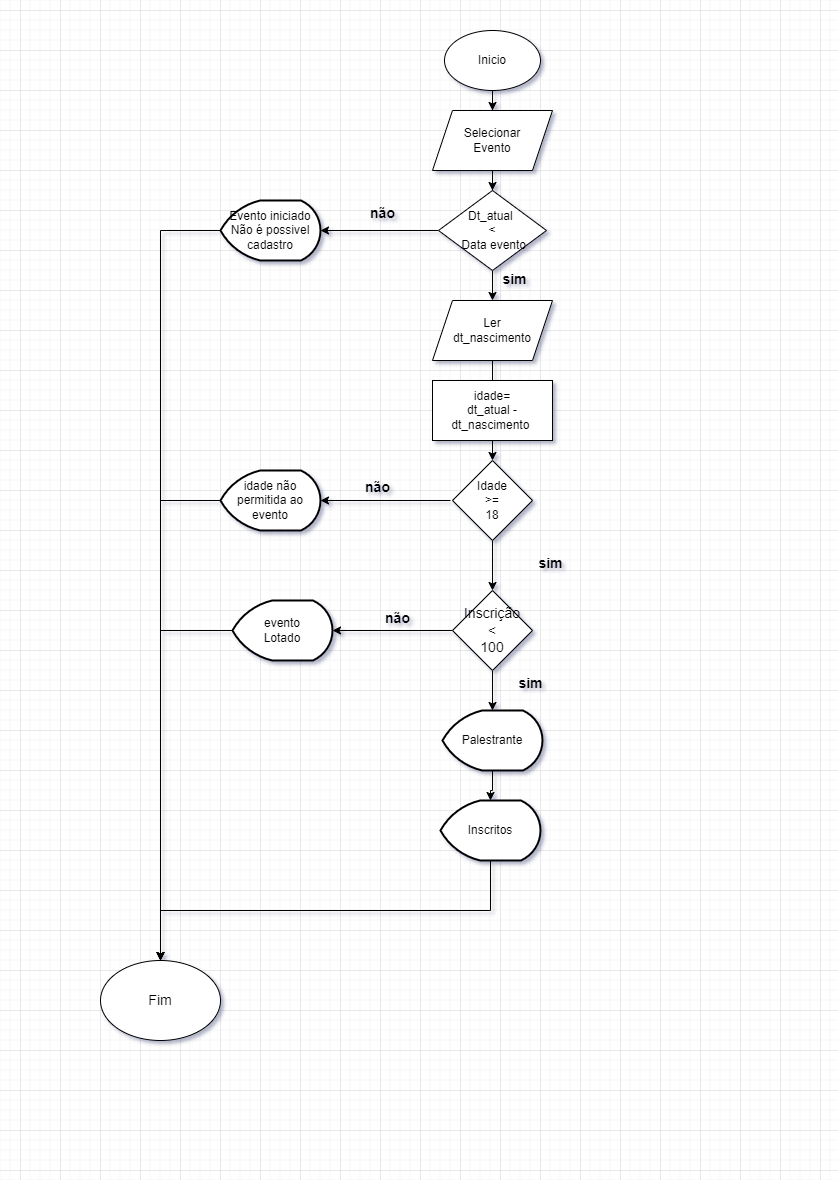 Inicio
Selecionar
Evento
Dt_atual
<
Data evento
não
Evento iniciado
Não é possivel
cadastro
sim
Ler
dt_nascimento
idade=
dt_atual -
dt_nascimento
Idade
>=
18
não
idade não
permitida ao
evento
sim
Inscrição
<
100
não
evento
Lotado
sim
Palestrante
Inscritos
Fim